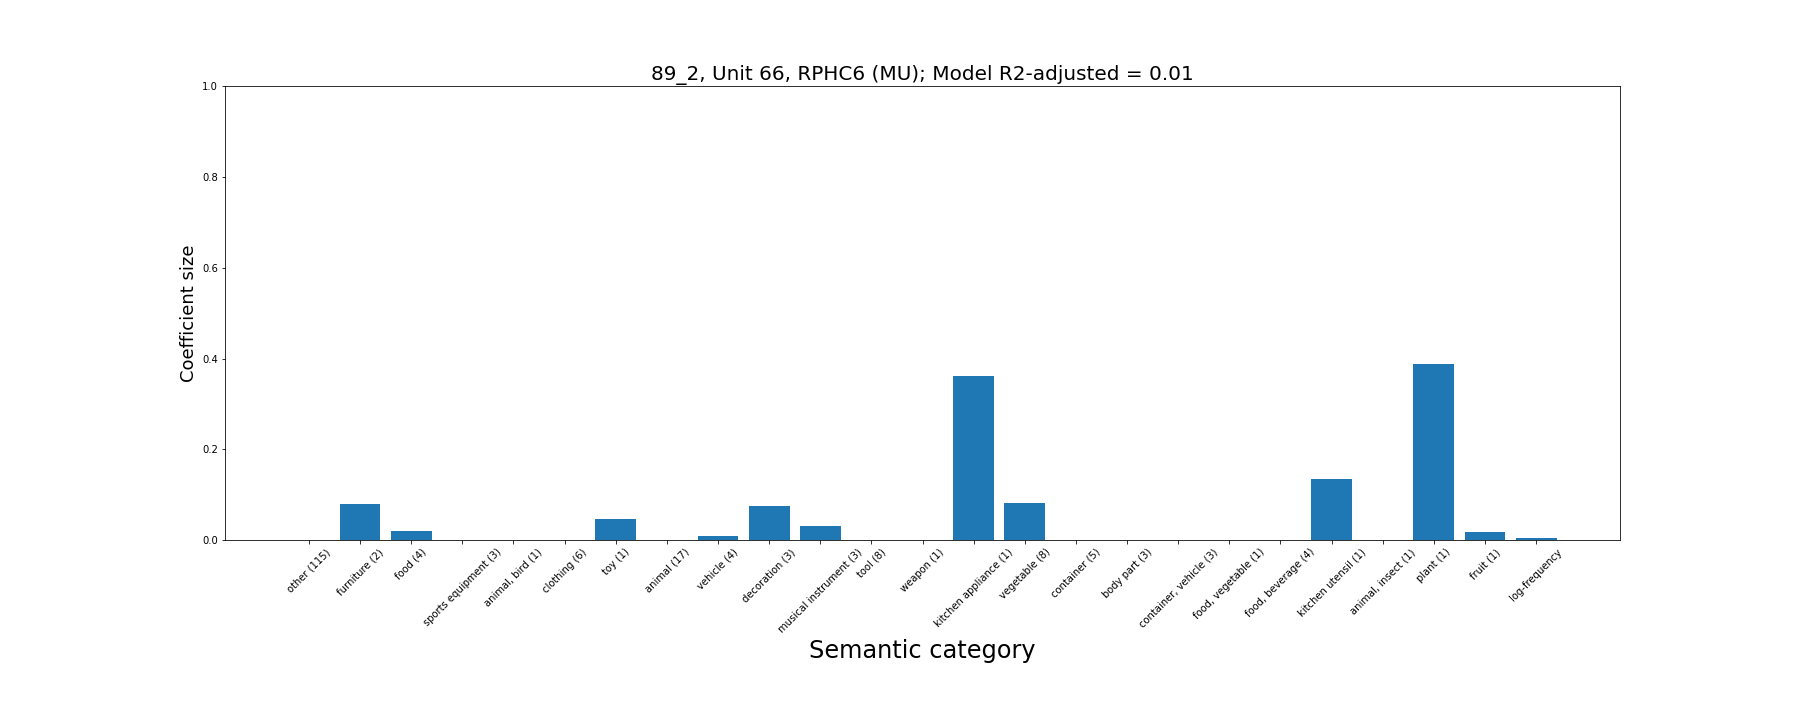 89_2, Unit 66, RPHC6 (MU); Model R2-adjusted = 0.01
1.0
0.8
0.6
0.4
0.2
0.0
Coefficient size
other (115)
furniture (2)
food (4)
sports equipment (3)
animal, bird (1)
clothing (6)
toy (1)
animal (17)
vehicle (4)
decoration (3)
musical instrument (3)
tool (8)
weapon (1)
kitchen appliance (1)
vegetable (8)
container (5)
body part (3)
container, vehicle (3)
food, vegetable (1)
food, beverage (4)
kitchen utensil (1)
animal, insect (1)
plant (1)
fruit (1)
log-frequency
Semantic category